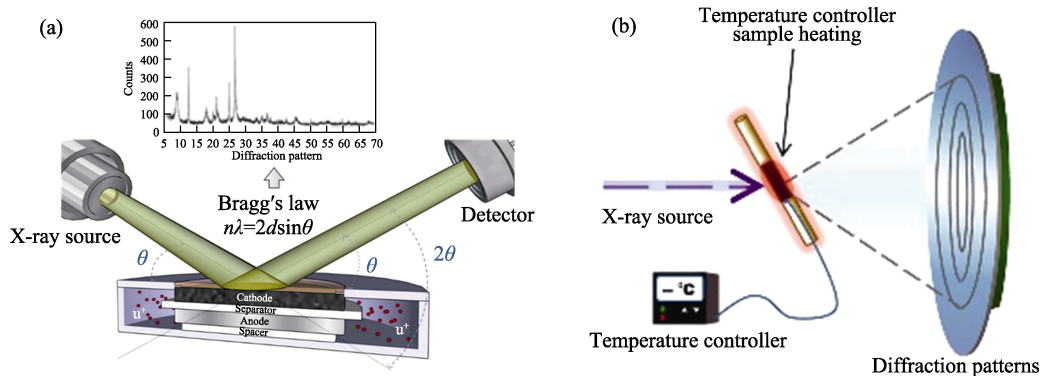 (a)
600
500
400
300
200
100
0
Counts
5 10 15 20 25 30 35 40 45 50 55 60 65 70
Diffraction pattern
Bragg's law
nλ=2dsinθ
X-ray source
Detector
θ
θ
2θ
Cathode
Separator
Anode
Spacer
u⁺
u⁺
(b)
Temperature controller
sample heating
X-ray source
– °C
Temperature controller
Diffraction patterns